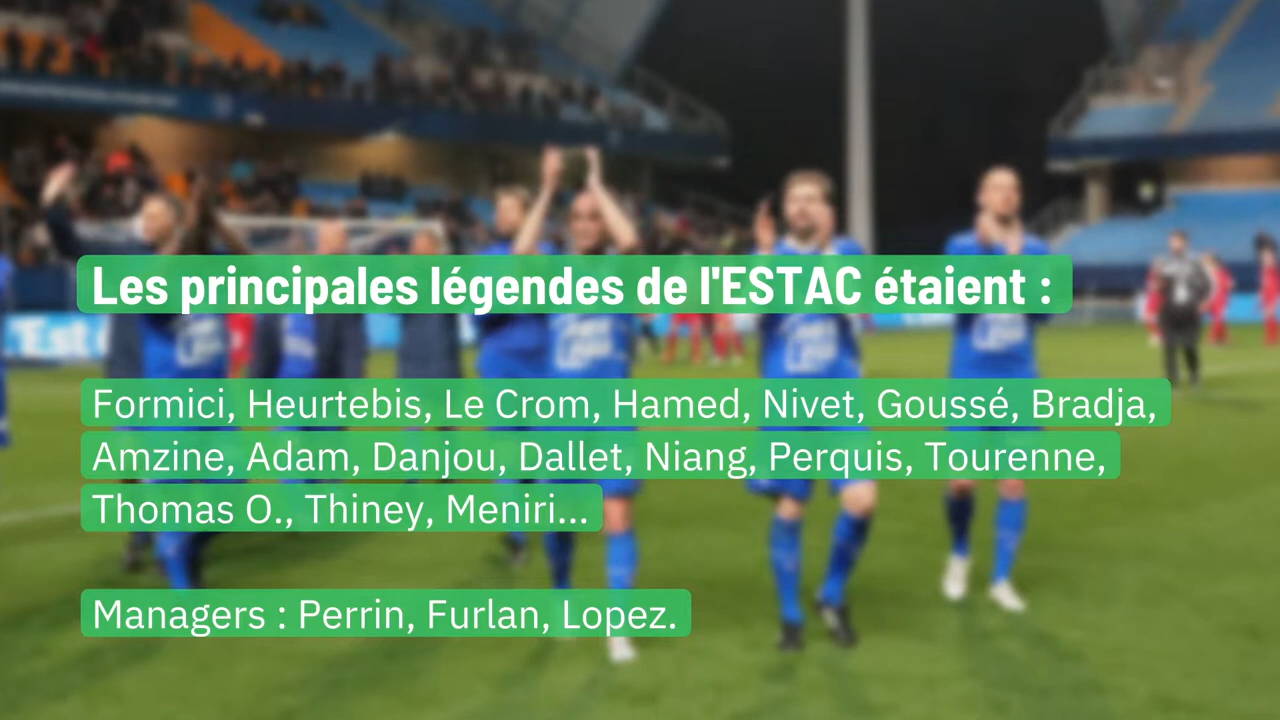 Les principales légendes de l'ESTAC étaient :
Formici, Heurtebis, Le Crom, Hamed, Nivet, Goussé, Bradja,
Amzine, Adam, Danjou, Dallet, Niang, Perquis, Tourenne,
Thomas O., Thiney, Meniri...
Managers : Perrin, Furlan, Lopez.